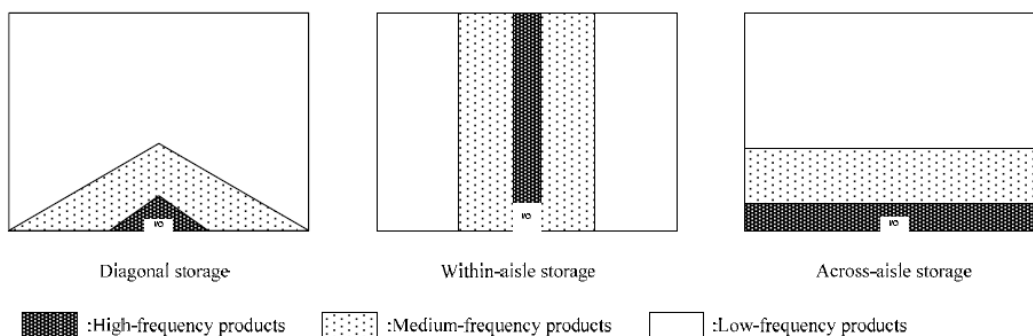 I/O
I/O
I/O
Diagonal storage
Within-aisle storage
Across-aisle storage
:High-frequency products
:Medium-frequency products
:Low-frequency products